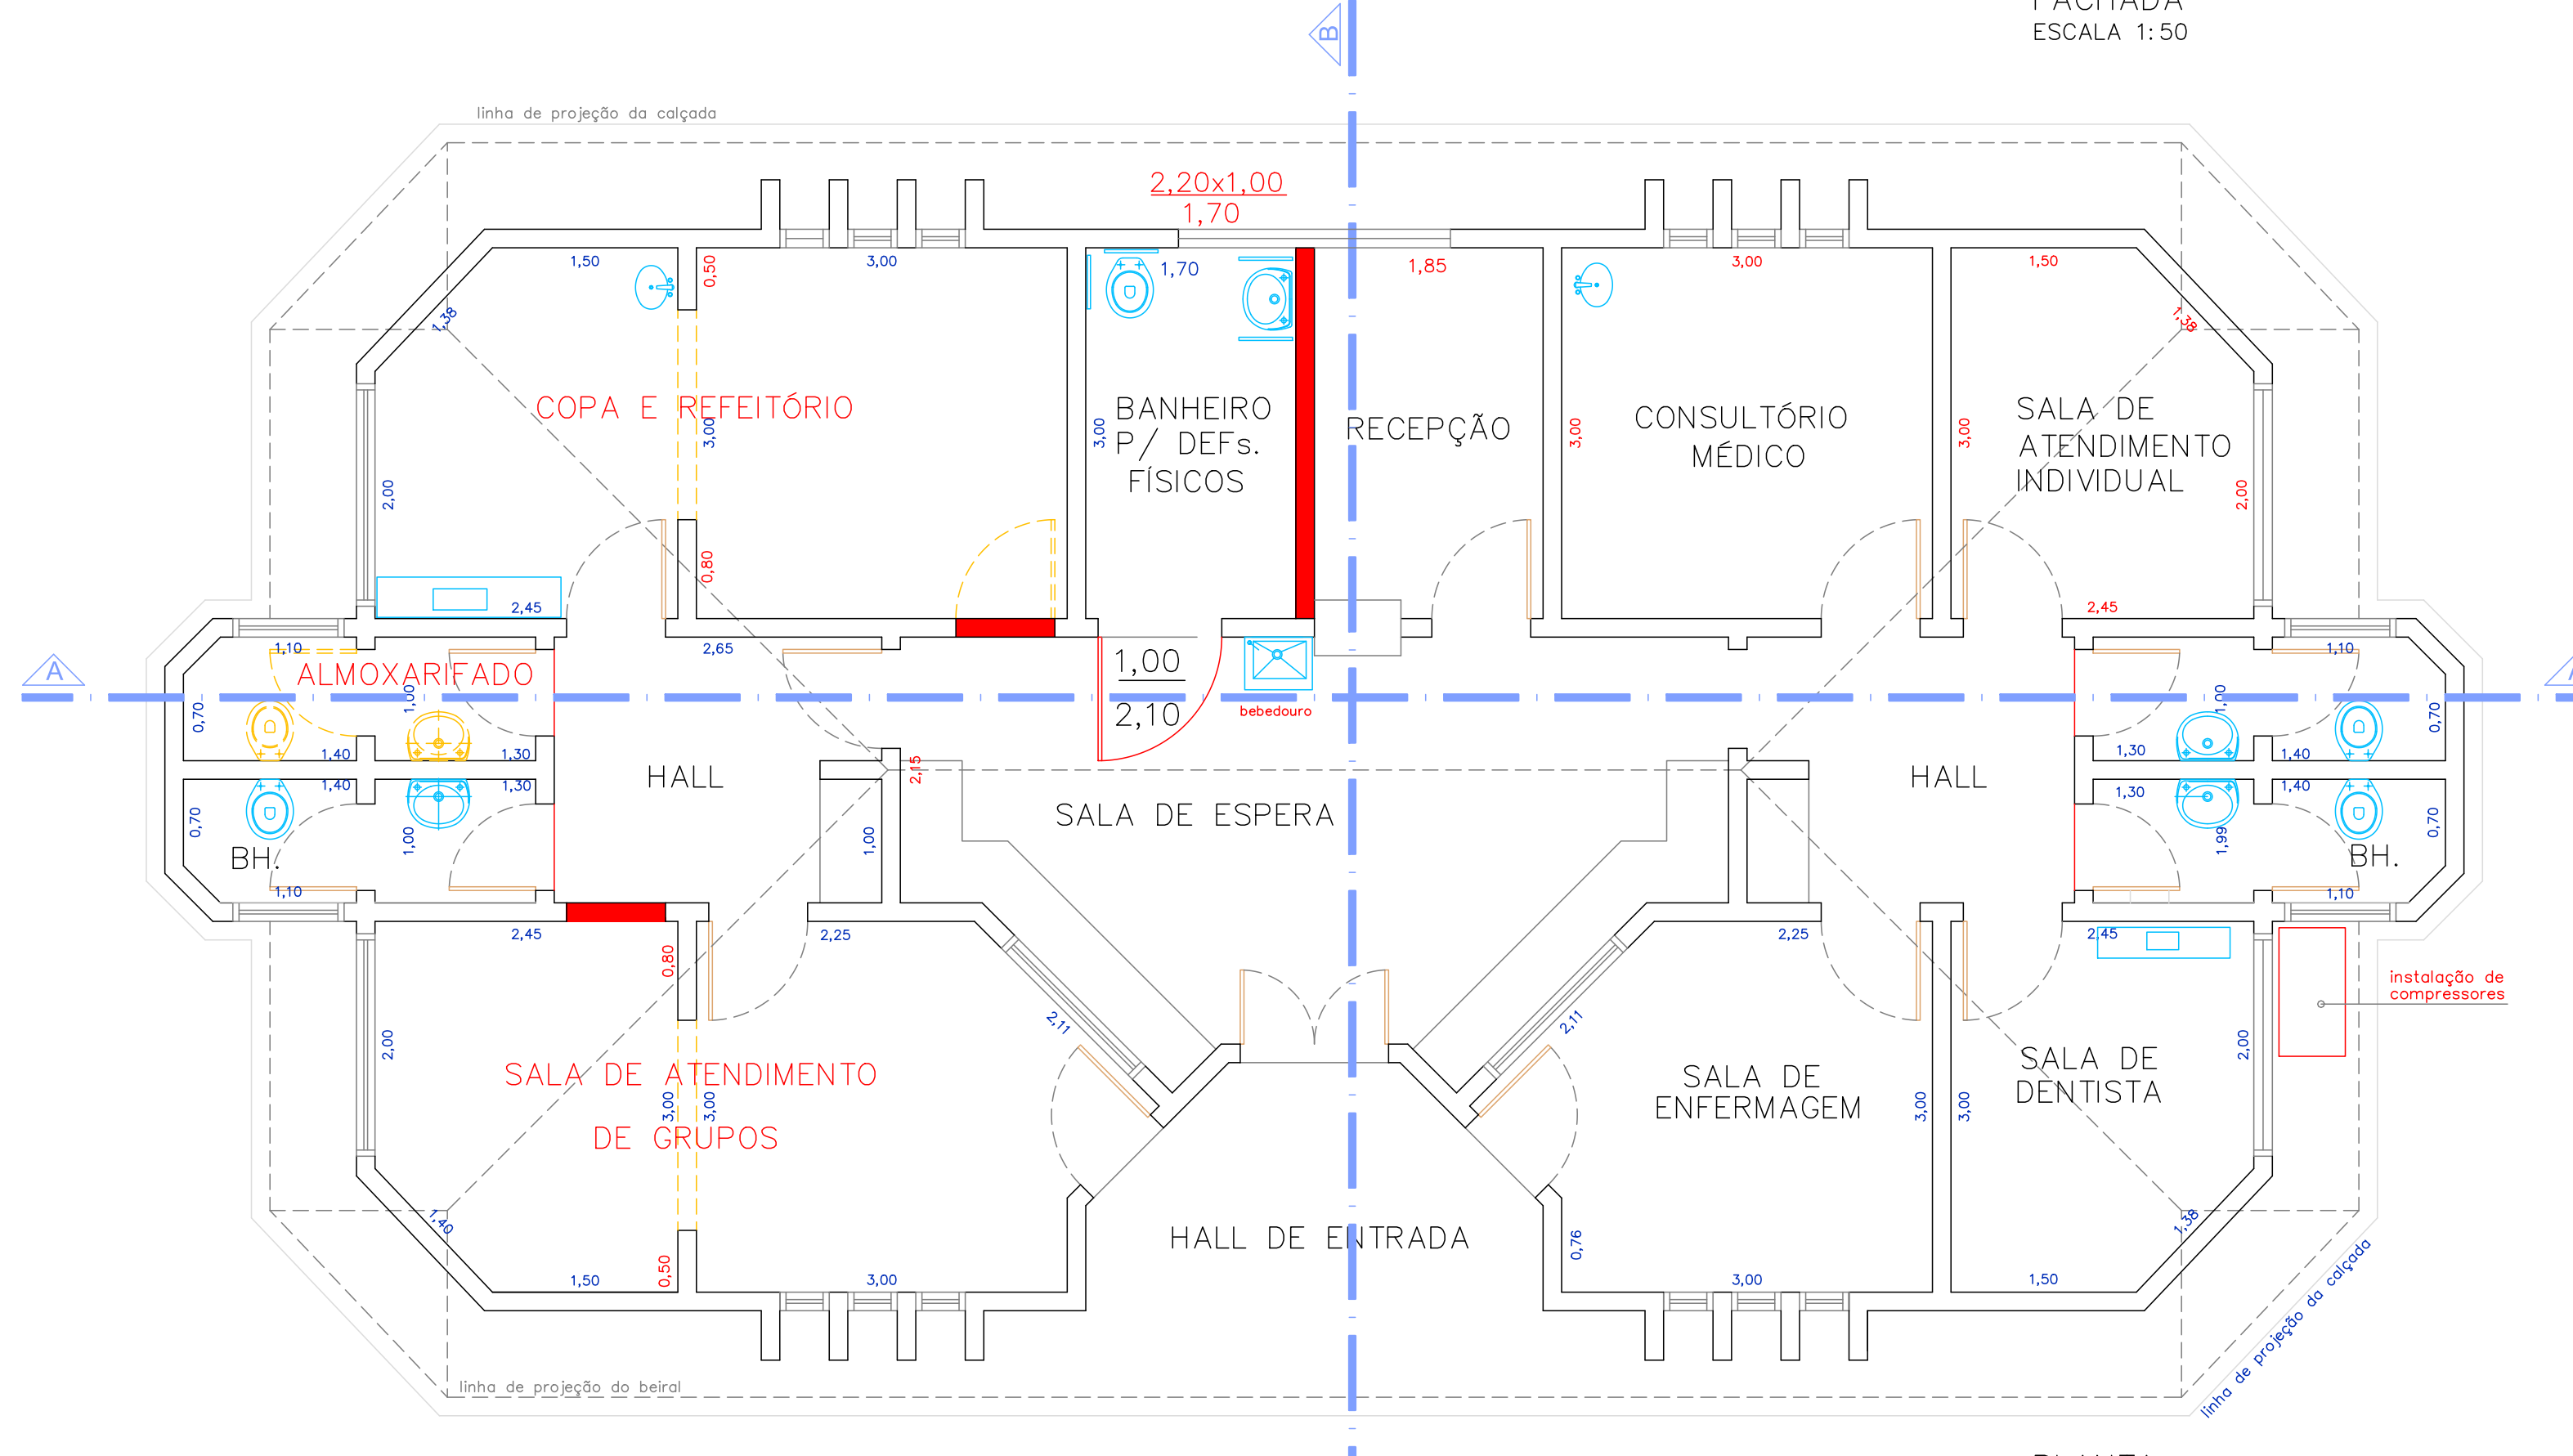 ESCALA 1:50
B
linha de projeção da calçada
2,20x1,00
1,70
1,50
0,50
3,00
1,70
1,85
3,00
1,50
1,38
1,38
COPA E REFEITÓRIO
3,00
2,00
BANHEIRO
P/ DEFs.
FÍSICOS
3,00
RECEPÇÃO
3,00
CONSULTÓRIO
MÉDICO
3,00
SALA DE
ATENDIMENTO
INDIVIDUAL
2,00
0,80
2,45
2,45
1,10
2,65
1,10
A
ALMOXARIFADO
1,00
0,70
1,00
2,10
bebedouro
1,00
0,70
1,40
1,30
2,15
1,30
1,40
1,40
1,30
HALL
HALL
1,30
1,40
0,70
1,00
1,00
SALA DE ESPERA
1,99
0,70
BH.
BH.
1,10
1,10
2,45
0,80
2,25
2,25
2,45
instalação de
compressores
2,00
2,11
2,11
2,00
SALA DE ATENDIMENTO
DE GRUPOS
3,00
3,00
SALA DE
ENFERMAGEM
3,00
3,00
SALA DE
DENTISTA
1,40
HALL DE ENTRADA
0,76
1,38
1,50
0,50
3,00
3,00
1,50
linha de projeção da calçada
linha de projeção do beiral